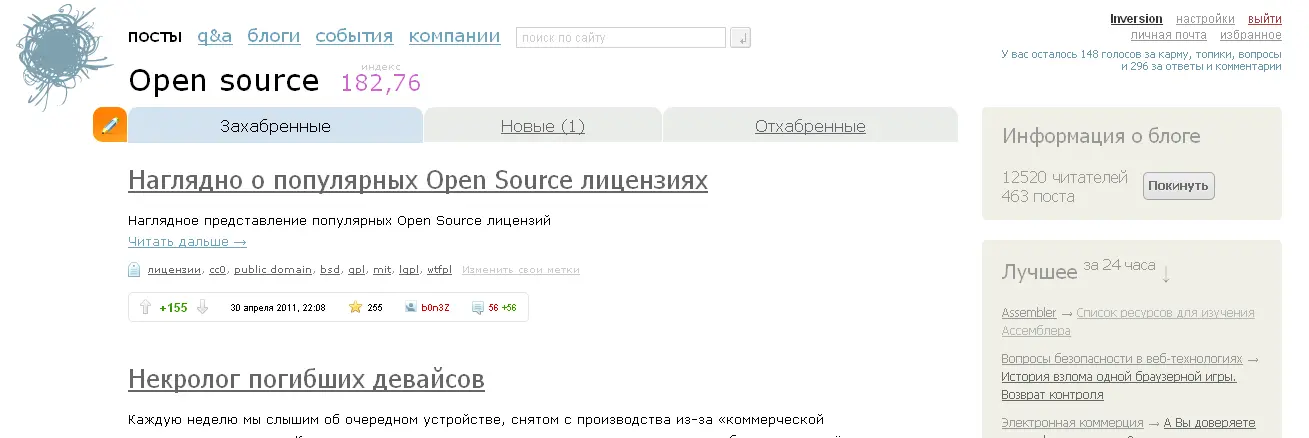 посты q&a блоги события компании поиск по сайту
Inversion настройки выйти
личная почта избранное
У вас осталось 148 голосов за карму, топики, вопросы
и 296 за ответы и комментарии
индекс
Open source 182,76
Захабренные Новые (1) Отхабренные
Наглядно о популярных Open Source лицензиях
Наглядное представление популярных Open Source лицензий
Читать дальше →
лицензии, cc0, public domain, bsd, gpl, mit, lgpl, wtfpl Изменить свои метки
+155 30 апреля 2011, 22:08 255 b0n3Z 56 +56
Некролог погибших девайсов
Каждую неделю мы слышим об очередном устройстве, снятом с производства из-за «коммерческой
Информация о блоге
12520 читателей
463 поста
Покинуть
Лучшее за 24 часа ↓
Assembler → Список ресурсов для изучения
Ассемблера
Вопросы безопасности в веб-технологиях →
История взлома одной браузерной игры.
Возврат контроля
Электронная коммерция → А Вы доверяете